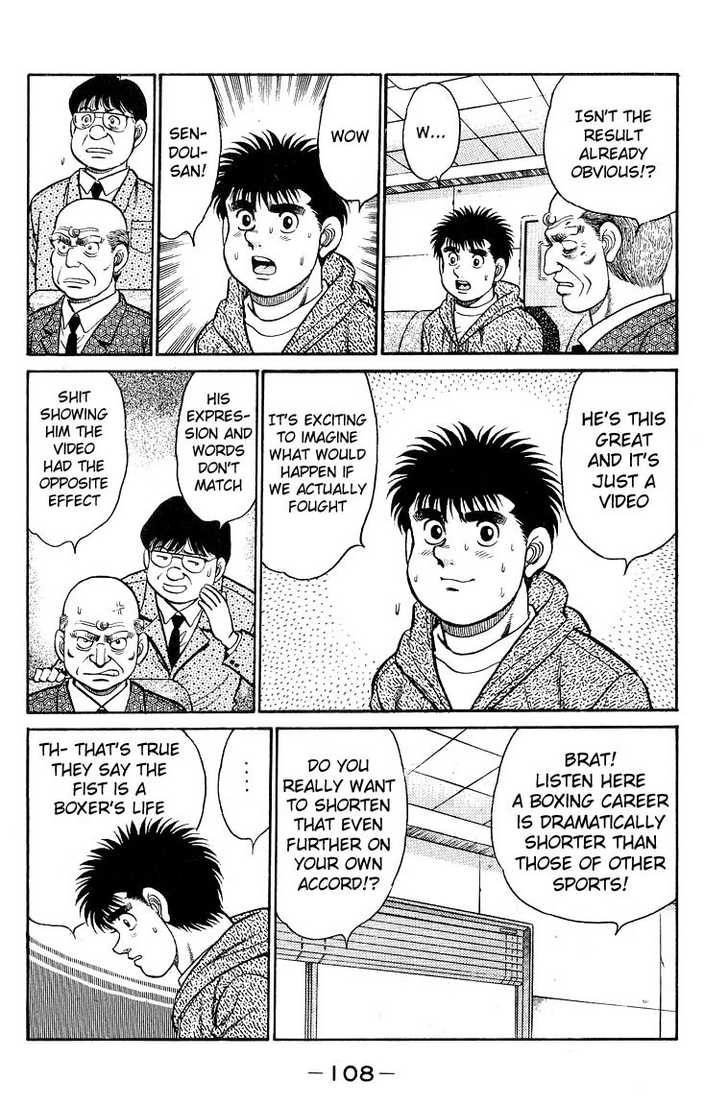 ISN'T THE
RESULT
ALREADY
OBVIOUS!?
W...
WOW
SEN-
DOU-
SAN!
HE'S THIS
GREAT
AND IT'S
JUST A
VIDEO
IT'S EXCITING
TO IMAGINE
WHAT WOULD
HAPPEN IF
WE ACTUALLY
FOUGHT
HIS
EXPRES-
SION AND
WORDS
DON'T
MATCH
SHIT
SHOWING
HIM THE
VIDEO
HAD THE
OPPOSITE
EFFECT
BRAT!
LISTEN HERE
A BOXING CAREER
IS DRAMATICALLY
SHORTER THAN
THOSE OF OTHER
SPORTS!
DO YOU
REALLY WANT
TO SHORTEN
THAT EVEN
FURTHER ON
YOUR OWN
ACCORD!?
...
TH- THAT'S TRUE
THEY SAY THE
FIST IS A
BOXER'S LIFE
—108—